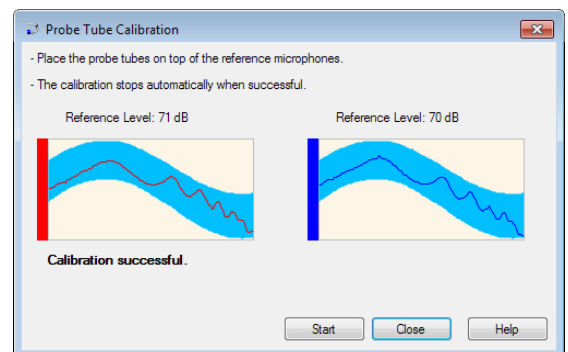 Probe Tube Calibration
- Place the probe tubes on top of the reference microphones.
- The calibration stops automatically when successful.
Reference Level: 71 dB
Reference Level: 70 dB
Calibration successful.
Start
Close
Help